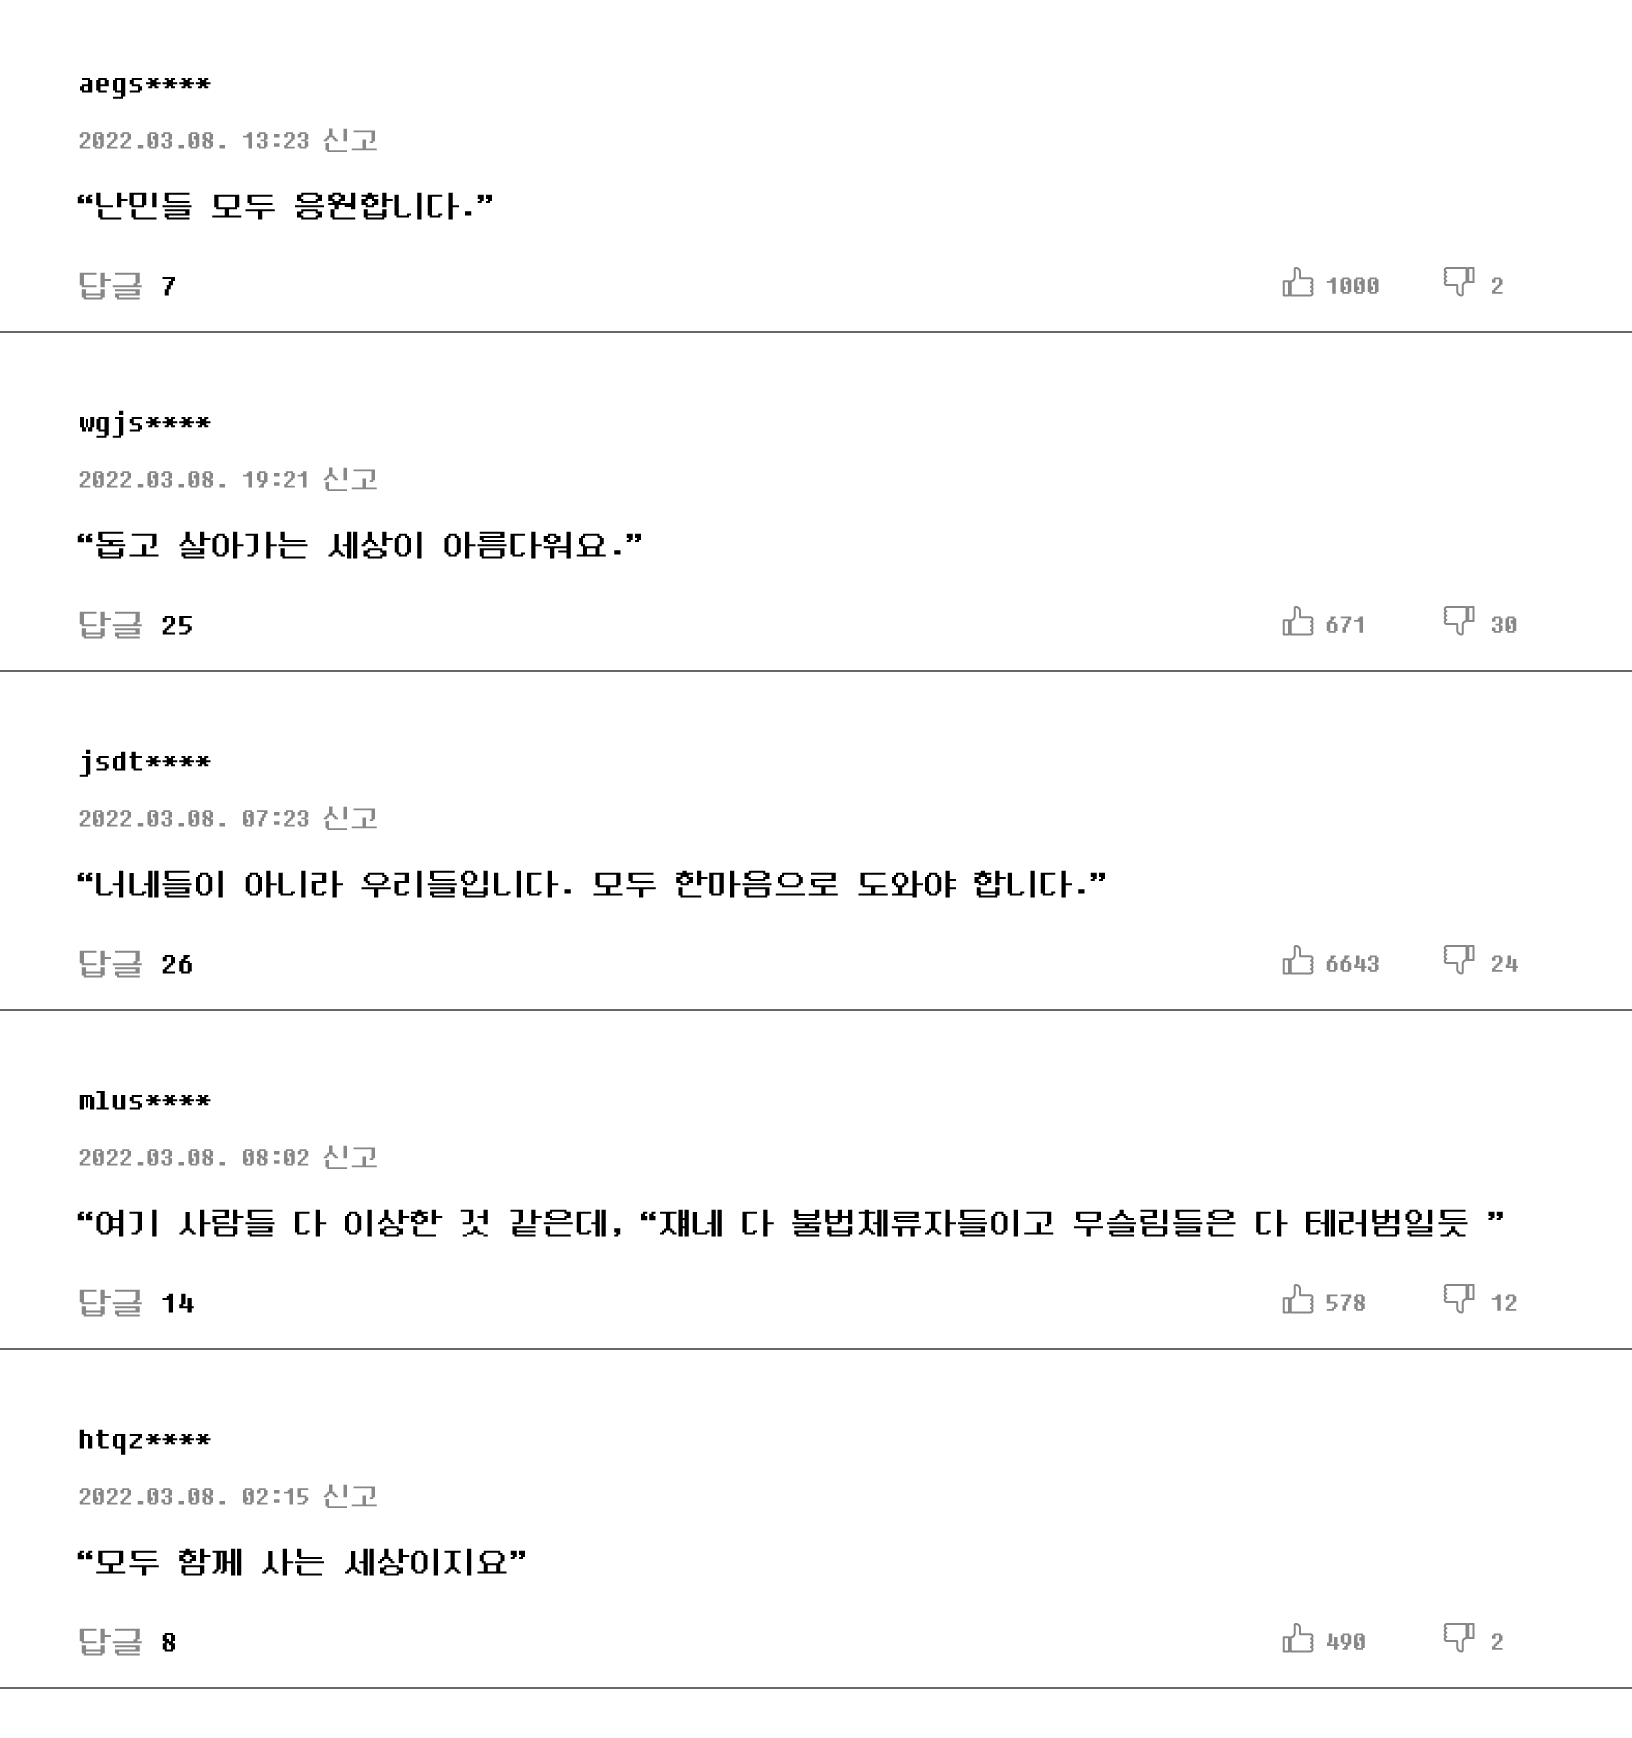 aegs****
2022.03.08. 13:23 신고
“난민들 모두 응원합니다.”
답글 7 1000 2
wgjs****
2022.03.08. 19:21 신고
“돕고 살아가는 세상이 아름다워요.”
답글 25 671 30
jsdt****
2022.03.08. 07:23 신고
“너네들이 아니라 우리들입니다. 모두 한마음으로 도와야 합니다.”
답글 26 6643 24
mlus****
2022.03.08. 08:02 신고
“여기 사람들 다 이상한 것 같은데, “쟤네 다 불법체류자들이고 무슬림들은 다 테러범일듯 ”
답글 14 578 12
htqz****
2022.03.08. 02:15 신고
“모두 함께 사는 세상이지요”
답글 8 490 2